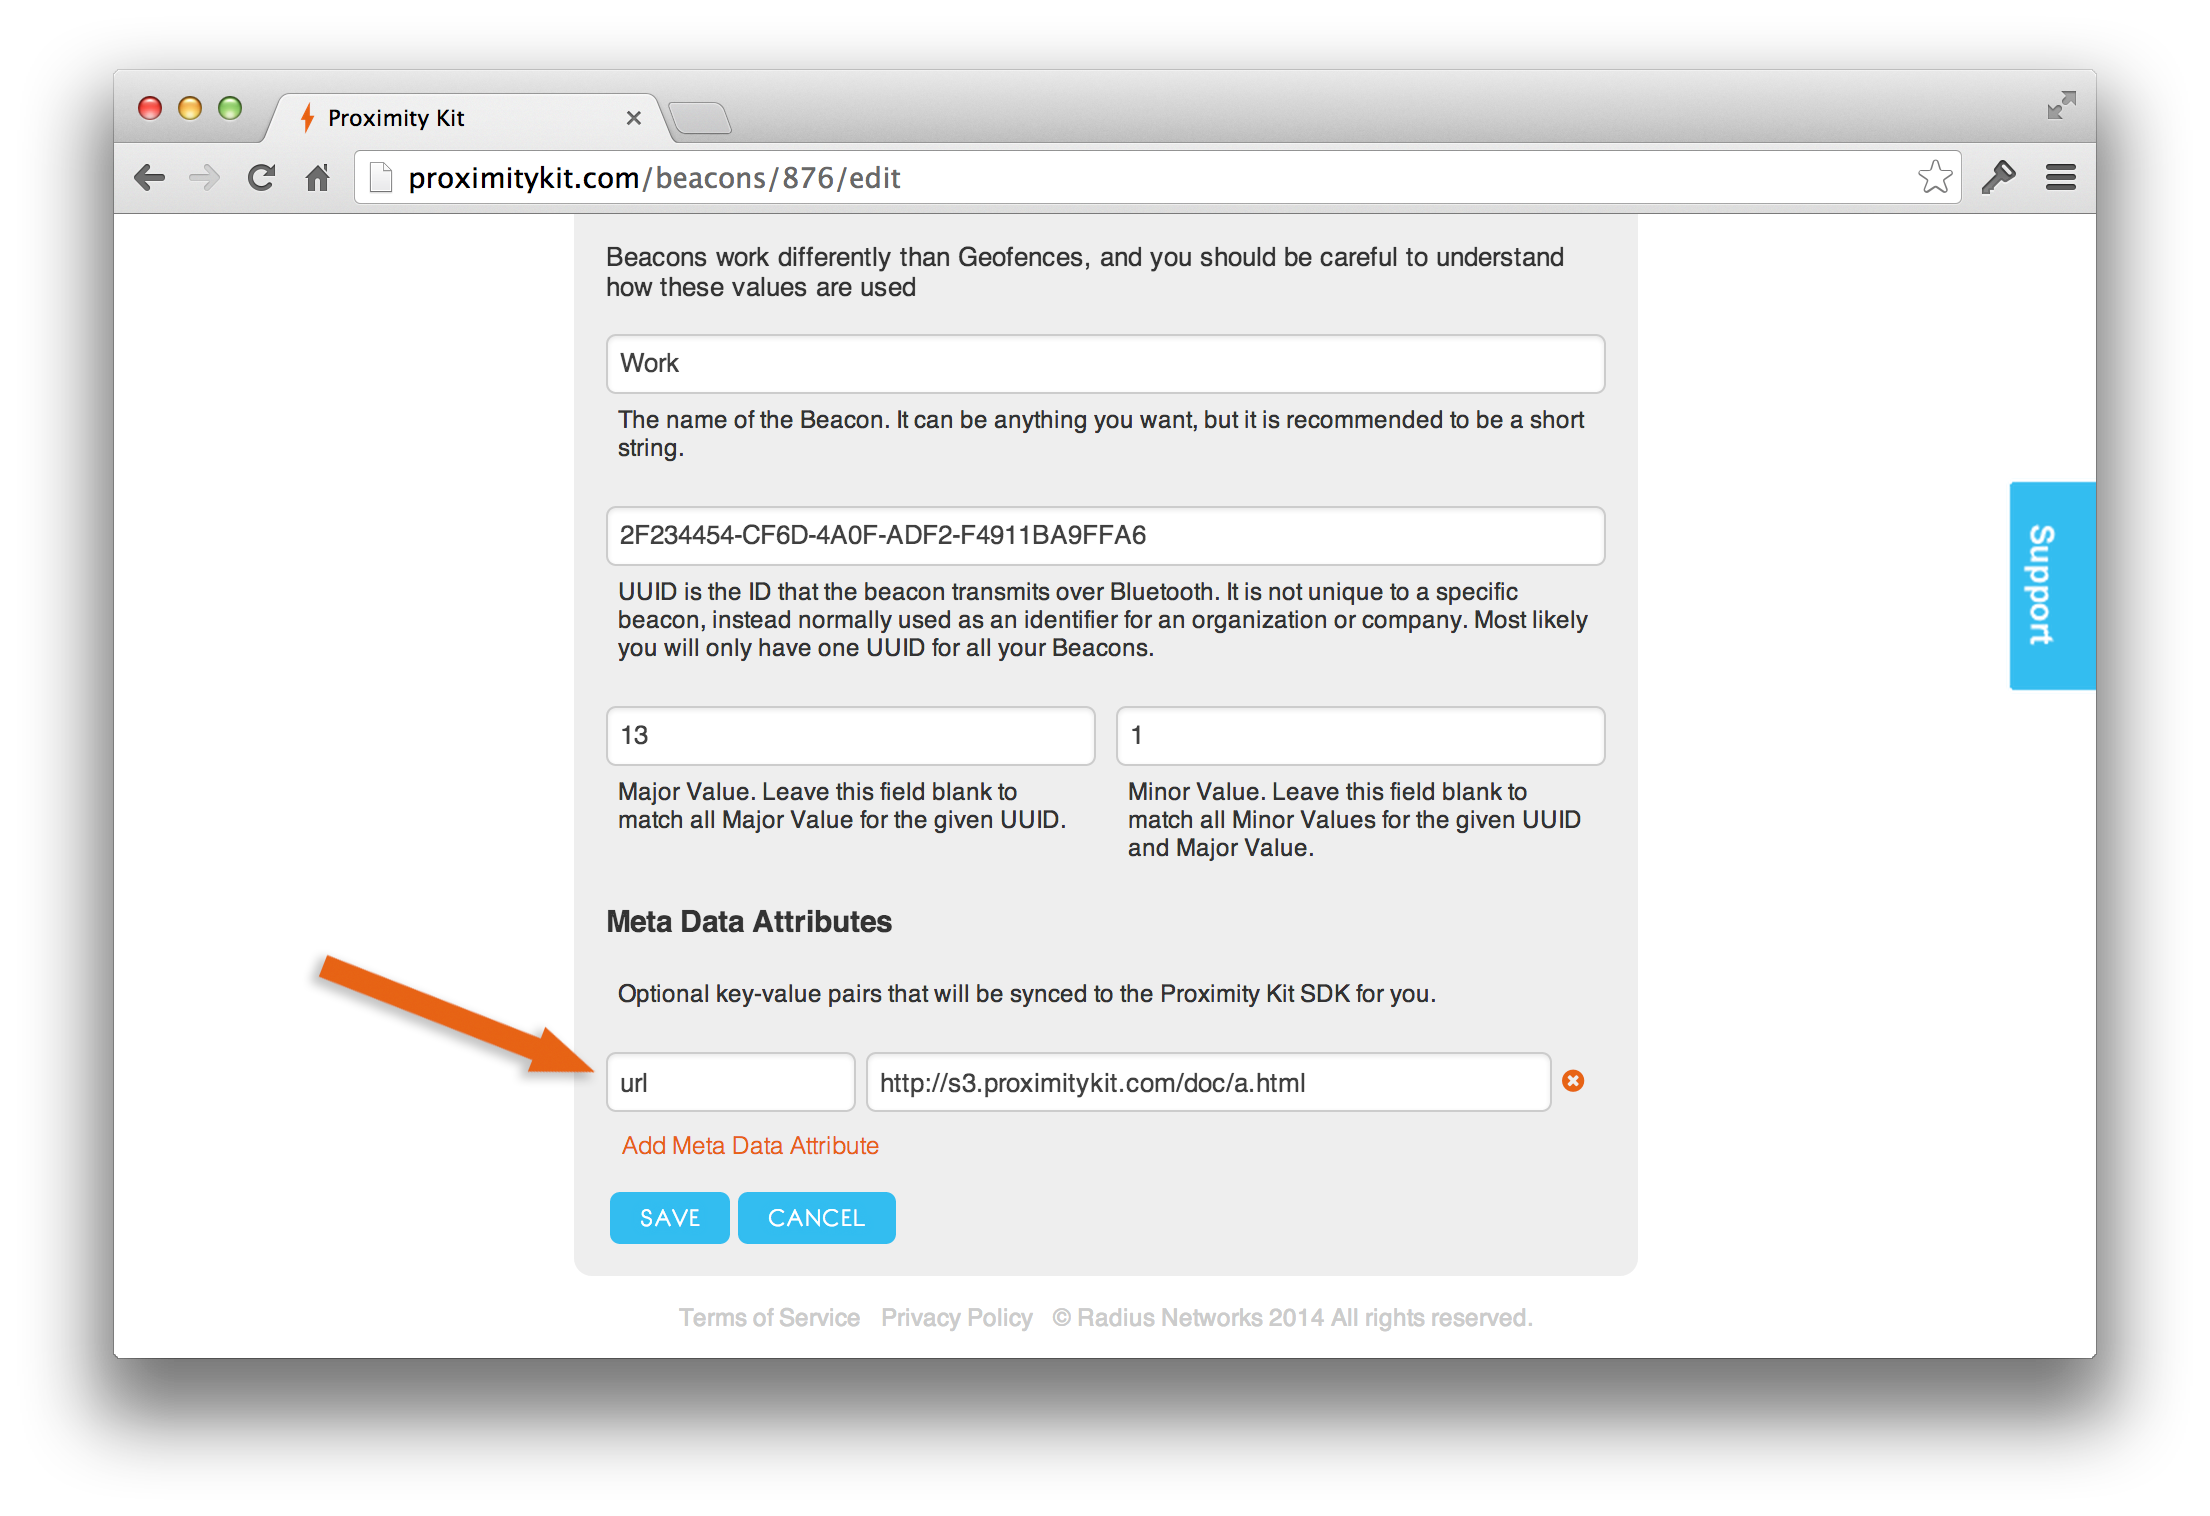 Proximity Kit
proximitykit.com/beacons/876/edit
Beacons work differently than Geofences, and you should be careful to understand
how these values are used
Work
The name of the Beacon. It can be anything you want, but it is recommended to be a short
string.
2F234454-CF6D-4A0F-ADF2-F4911BA9FFA6
UUID is the ID that the beacon transmits over Bluetooth. It is not unique to a specific
beacon, instead normally used as an identifier for an organization or company. Most likely
you will only have one UUID for all your Beacons.
Support
13
1
Major Value. Leave this field blank to
match all Major Value for the given UUID.
Minor Value. Leave this field blank to
match all Minor Values for the given UUID
and Major Value.
Meta Data Attributes
Optional key-value pairs that will be synced to the Proximity Kit SDK for you.
url
http://s3.proximitykit.com/doc/a.html
Add Meta Data Attribute
SAVE
CANCEL
Terms of Service Privacy Policy © Radius Networks 2014 All rights reserved.